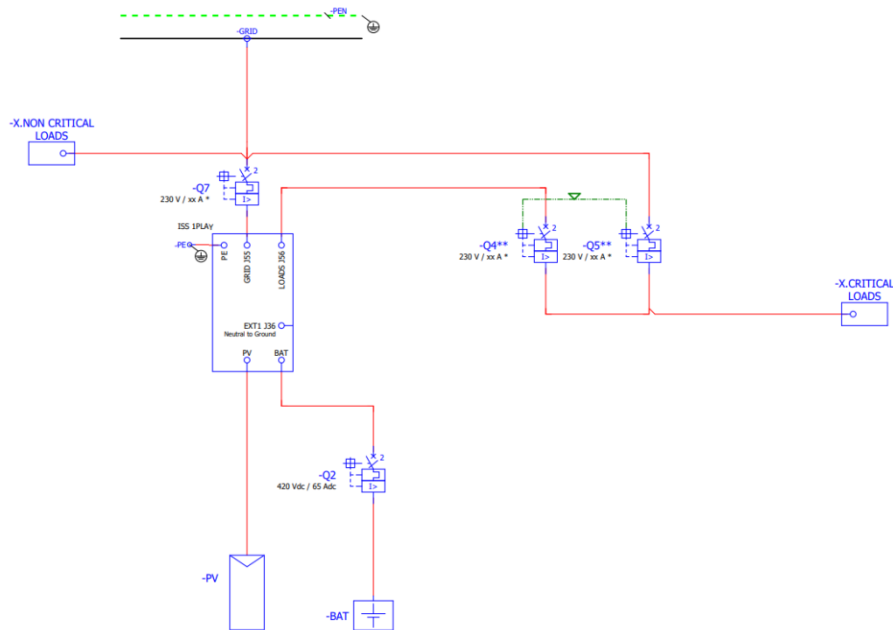 -PEN
-GRID
-X.NON CRITICAL
LOADS
2
-Q7
230 V / xx A *
I>
ISS 1PLAY
-PE
PE
GRID J55
LOADS J56
EXT1 J36
Neutral to Ground
PV
BAT
2
-Q4**
230 V / xx A *
I>
2
-Q5**
230 V / xx A *
I>
-X.CRITICAL
LOADS
2
-Q2
420 Vdc / 65 Adc
I>
-PV
-BAT